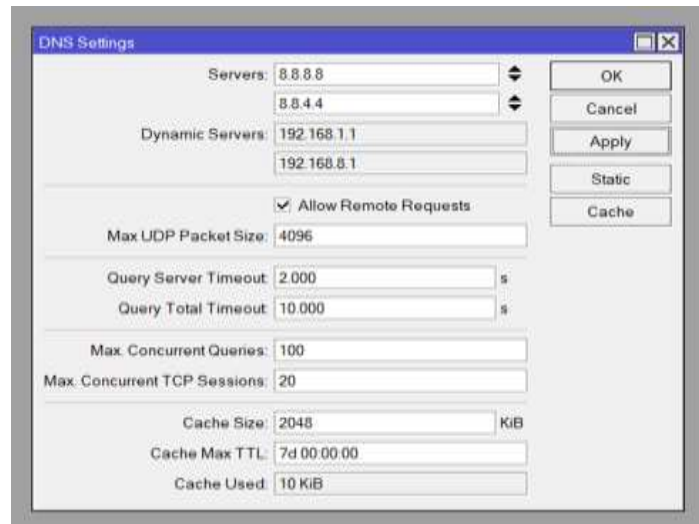 DNS Settings
Servers: 8.8.8.8
8.8.4.4
Dynamic Servers: 192.168.1.1
192.168.8.1
Allow Remote Requests
Max UDP Packet Size: 4096
Query Server Timeout: 2.000 s
Query Total Timeout: 10.000 s
Max. Concurrent Queries: 100
Max. Concurrent TCP Sessions: 20
Cache Size: 2048 KiB
Cache Max TTL: 7d 00:00:00
Cache Used: 10 KiB
OK
Cancel
Apply
Static
Cache